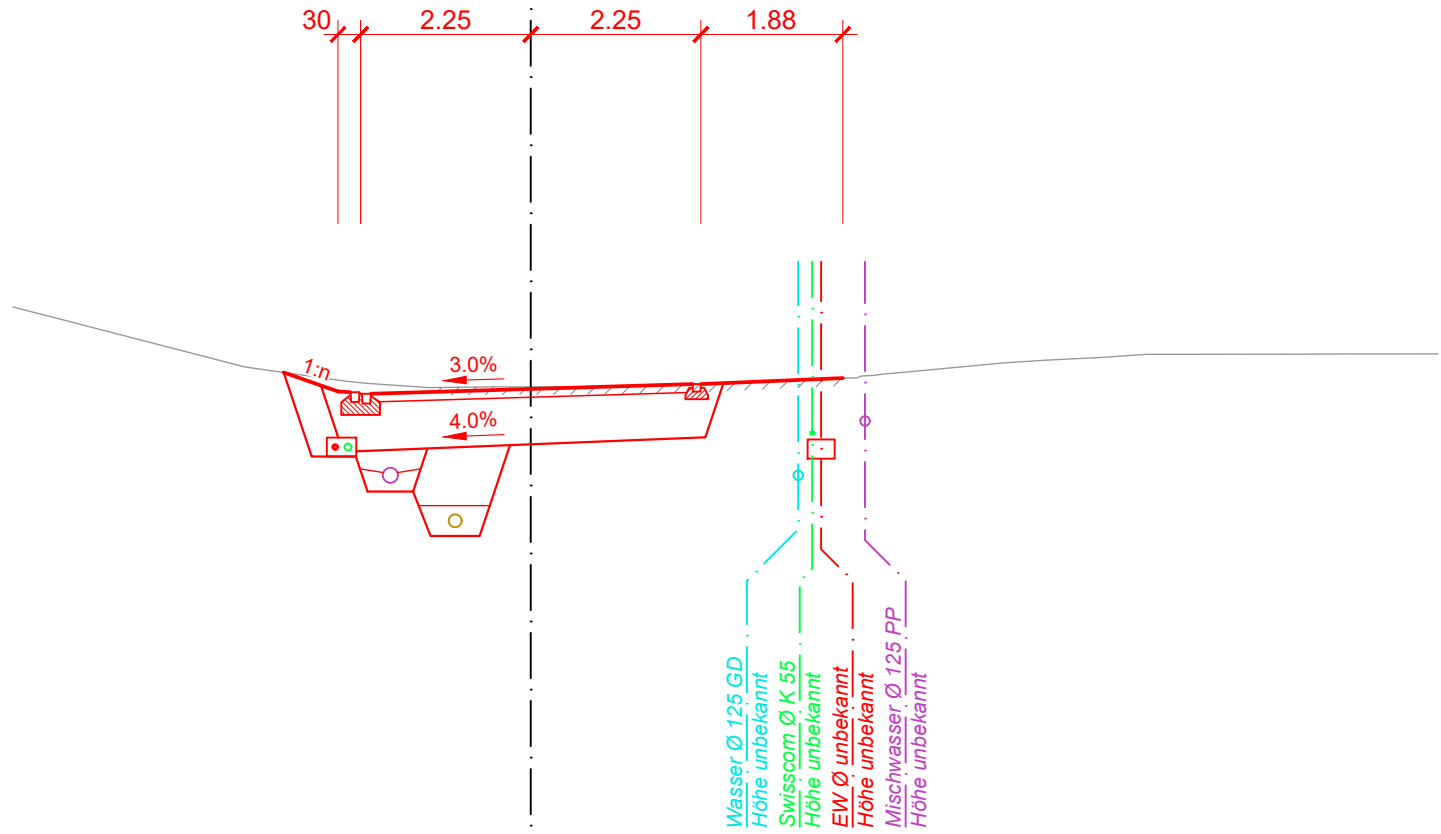 30
2.25
2.25
1.88
1:n
3.0%
4.0%
Wasser Ø 125 GD
Höhe unbekannt
Swisscom Ø K 55
Höhe unbekannt
EW Ø unbekannt
Höhe unbekannt
Mischwasser Ø 125 PP
Höhe unbekannt